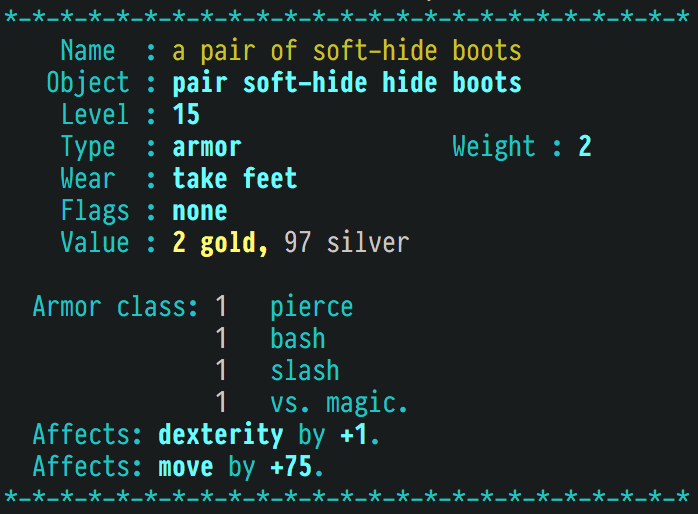 *-*-*-*-*-*-*-*-*-*-*-*-*-*-*-*-*-*-*-*-*-*-*-*-*
Name : a pair of soft-hide boots
Object : pair soft-hide hide boots
Level : 15
Type : armor Weight : 2
Wear : take feet
Flags : none
Value : 2 gold, 97 silver
Armor class: 1 pierce
1 bash
1 slash
1 vs. magic.
Affects: dexterity by +1.
Affects: move by +75.
*-*-*-*-*-*-*-*-*-*-*-*-*-*-*-*-*-*-*-*-*-*-*-*-*